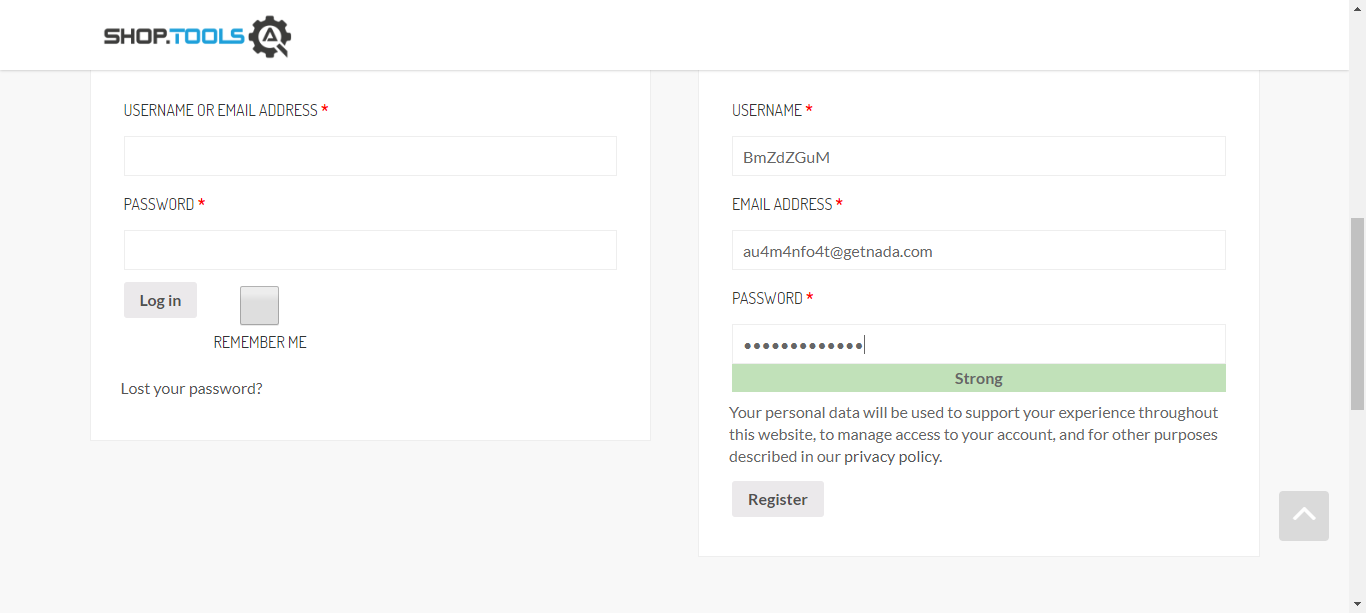 SHOP.TOOLS
USERNAME OR EMAIL ADDRESS *
PASSWORD *
Log in
REMEMBER ME
Lost your password?
USERNAME *
BmZdZGuM
EMAIL ADDRESS *
au4m4nfo4t@getnada.com
PASSWORD *
•••••••••••••
Strong
Your personal data will be used to support your experience throughout
this website, to manage access to your account, and for other purposes
described in our privacy policy.
Register